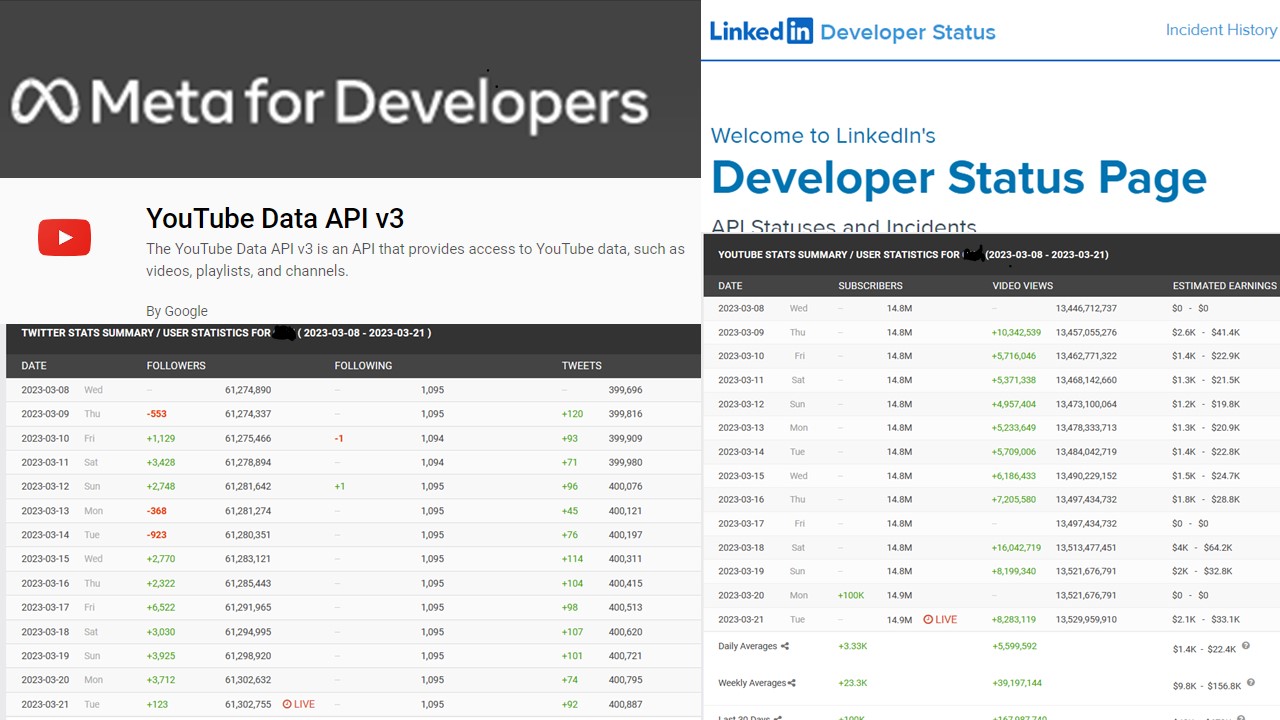 Meta for Developers
YouTube Data API v3
The YouTube Data API v3 is an API that provides access to YouTube data, such as
videos, playlists, and channels.
By Google
TWITTER STATS SUMMARY / USER STATISTICS FOR ( 2023-03-08 - 2023-03-21 )
DATE FOLLOWERS FOLLOWING TWEETS
2023-03-08 Wed -- 61,274,890 -- 1,095 -- 399,696
2023-03-09 Thu -553 61,274,337 -- 1,095 +120 399,816
2023-03-10 Fri +1,129 61,275,466 -1 1,094 +93 399,909
2023-03-11 Sat +3,428 61,278,894 -- 1,094 +71 399,980
2023-03-12 Sun +2,748 61,281,642 +1 1,095 +96 400,076
2023-03-13 Mon -368 61,281,274 -- 1,095 +45 400,121
2023-03-14 Tue -923 61,280,351 -- 1,095 +76 400,197
2023-03-15 Wed +2,770 61,283,121 -- 1,095 +114 400,311
2023-03-16 Thu +2,322 61,285,443 -- 1,095 +104 400,415
2023-03-17 Fri +6,522 61,291,965 -- 1,095 +98 400,513
2023-03-18 Sat +3,030 61,294,995 -- 1,095 +107 400,620
2023-03-19 Sun +3,925 61,298,920 -- 1,095 +101 400,721
2023-03-20 Mon +3,712 61,302,632 -- 1,095 +74 400,795
2023-03-21 Tue +123 61,302,755 LIVE -- 1,095 +92 400,887
Linked in Developer Status Incident History
Welcome to LinkedIn's
Developer Status Page
API Statuses and Incidents
YOUTUBE STATS SUMMARY / USER STATISTICS FOR (2023-03-08 - 2023-03-21)
DATE SUBSCRIBERS VIDEO VIEWS ESTIMATED EARNINGS
2023-03-08 Wed -- 14.8M -- 13,446,712,737 $0 - $0
2023-03-09 Thu -- 14.8M +10,342,539 13,457,055,276 $2.6K - $41.4K
2023-03-10 Fri -- 14.8M +5,716,046 13,462,771,322 $1.4K - $22.9K
2023-03-11 Sat -- 14.8M +5,371,338 13,468,142,660 $1.3K - $21.5K
2023-03-12 Sun -- 14.8M +4,957,404 13,473,100,064 $1.2K - $19.8K
2023-03-13 Mon -- 14.8M +5,233,649 13,478,333,713 $1.3K - $20.9K
2023-03-14 Tue -- 14.8M +5,709,006 13,484,042,719 $1.4K - $22.8K
2023-03-15 Wed -- 14.8M +6,186,433 13,490,229,152 $1.5K - $24.7K
2023-03-16 Thu -- 14.8M +7,205,580 13,497,434,732 $1.8K - $28.8K
2023-03-17 Fri -- 14.8M -- 13,497,434,732 $0 - $0
2023-03-18 Sat -- 14.8M +16,042,719 13,513,477,451 $4K - $64.2K
2023-03-19 Sun -- 14.8M +8,199,340 13,521,676,791 $2K - $32.8K
2023-03-20 Mon +100K 14.9M -- 13,521,676,791 $0 - $0
2023-03-21 Tue -- 14.9M LIVE +8,283,119 13,529,959,910 $2.1K - $33.1K
Daily Averages +3.33K +5,599,592 $1.4K - $22.4K
Weekly Averages +23.3K +39,197,144 $9.8K - $156.8K
Last 30 Days +100K +167,987,740